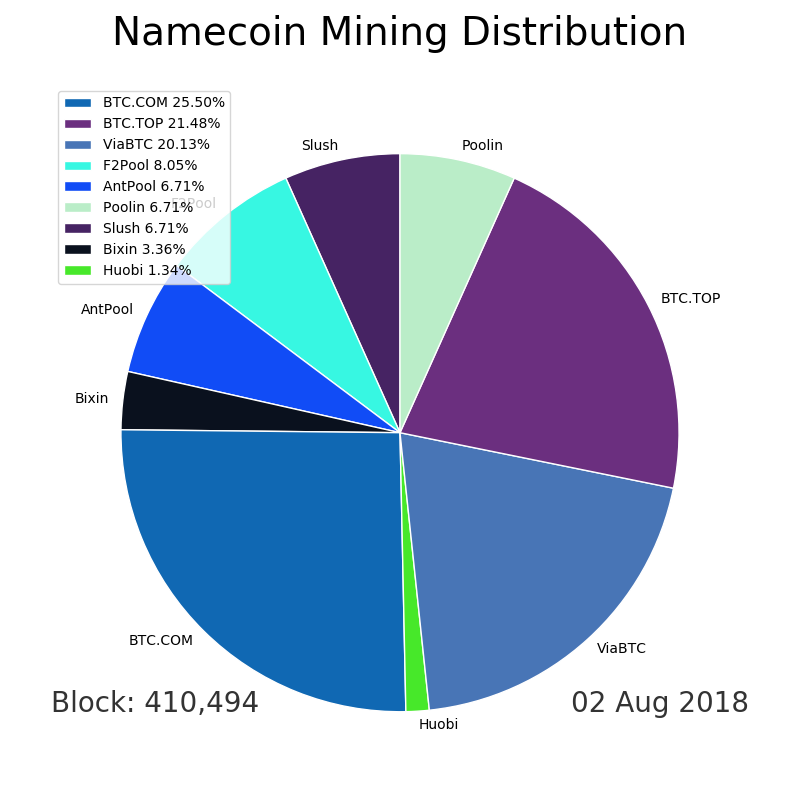 Namecoin Mining Distribution
BTC.COM 25.50%
BTC.TOP 21.48%
ViaBTC 20.13%
F2Pool 8.05%
AntPool 6.71%
Poolin 6.71%
Slush 6.71%
Bixin 3.36%
Huobi 1.34%
Slush
Poolin
F2Pool
BTC.TOP
AntPool
Bixin
BTC.COM
ViaBTC
Huobi
Block: 410,494
02 Aug 2018